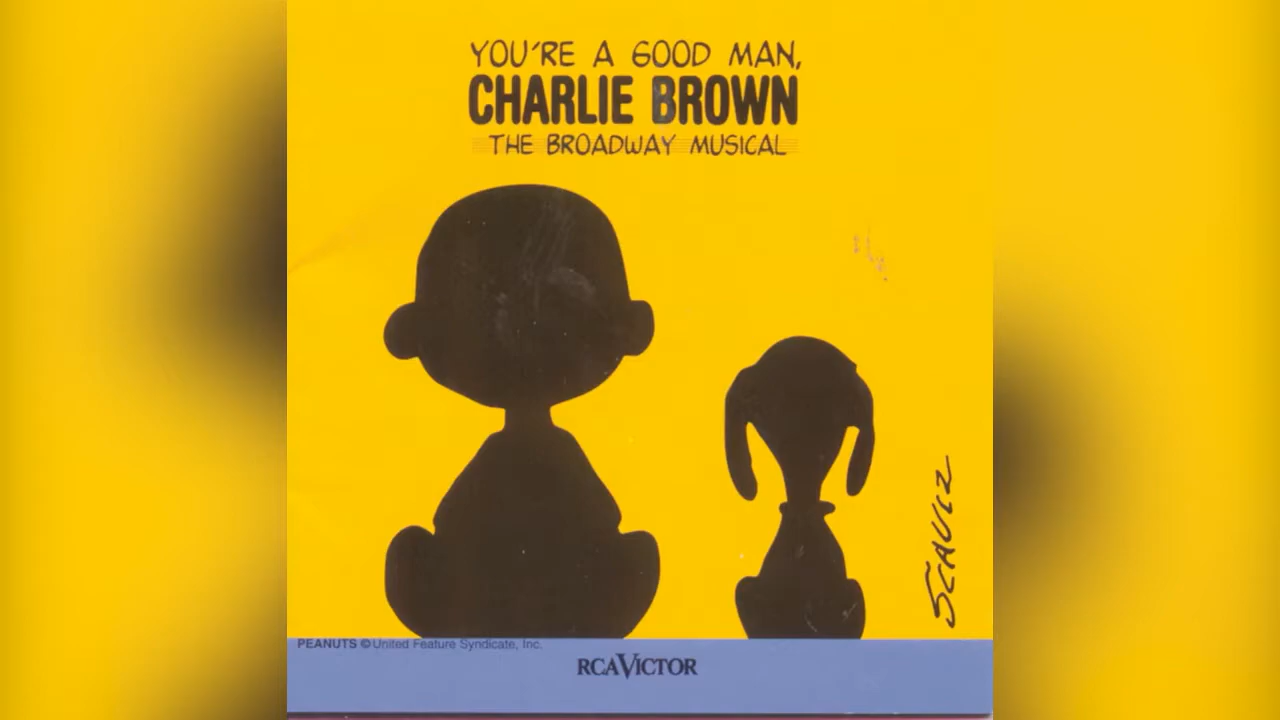 YOU'RE A GOOD MAN,
CHARLIE BROWN
THE BROADWAY MUSICAL
SCHULZ
PEANUTS © United Feature Syndicate, Inc.
RCA VICTOR